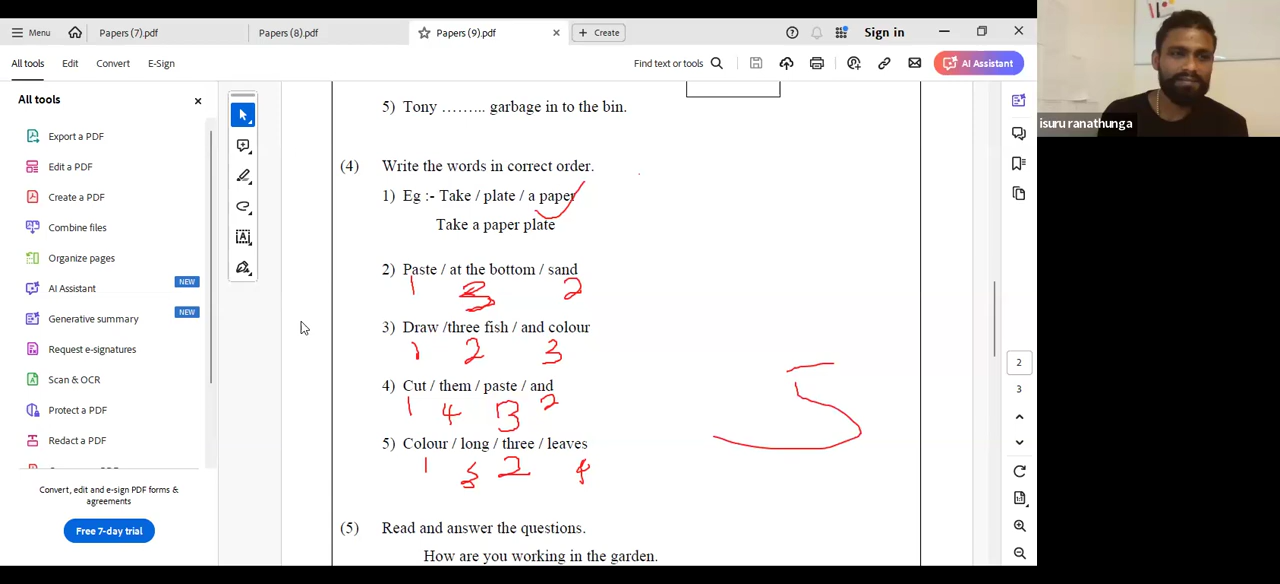 Menu
Papers (7).pdf
Papers (8).pdf
Papers (9).pdf
Create
Sign in
All tools
Edit
Convert
E-Sign
Find text or tools
AI Assistant
All tools
Export a PDF
Edit a PDF
Create a PDF
Combine files
Organize pages
AI Assistant NEW
Generative summary NEW
Request e-signatures
Scan & OCR
Protect a PDF
Redact a PDF
Convert, edit and e-sign PDF forms &
agreements
Free 7-day trial
5) Tony ……... garbage in to the bin.
(4) Write the words in correct order.
1) Eg :- Take / plate / a paper
Take a paper plate
2) Paste / at the bottom / sand
1 3 2
3) Draw /three fish / and colour
1 2 3
4) Cut / them / paste / and
1 4 3 2
5) Colour / long / three / leaves
1 3 2 4
5
(5) Read and answer the questions.
How are you working in the garden.
2
3
isuru ranathunga